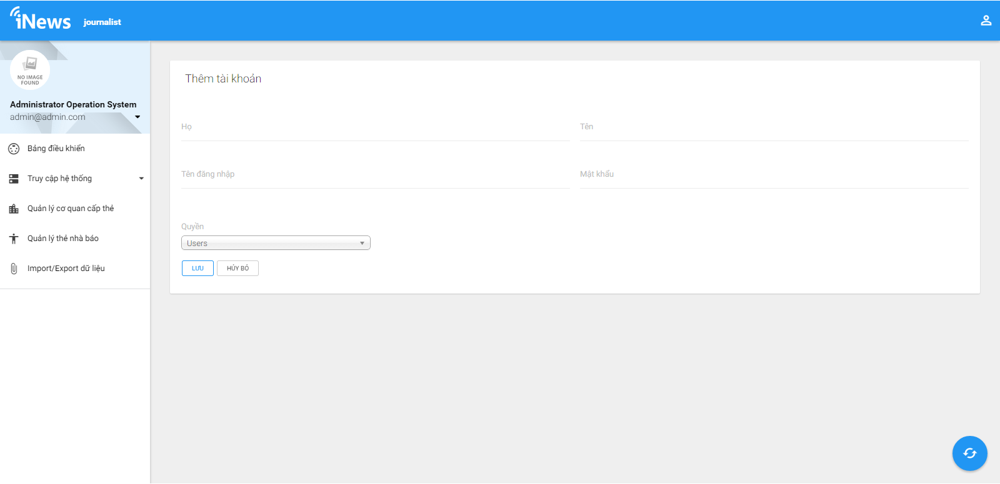 iNews journalist
NO IMAGE
FOUND
Administrator Operation System
admin@admin.com
Bảng điều khiển
Truy cập hệ thống
Quản lý cơ quan cấp thẻ
Quản lý thẻ nhà báo
Import/Export dữ liệu
Thêm tài khoản
Họ
Tên
Tên đăng nhập
Mật khẩu
Quyền
Users
LƯU
HỦY BỎ